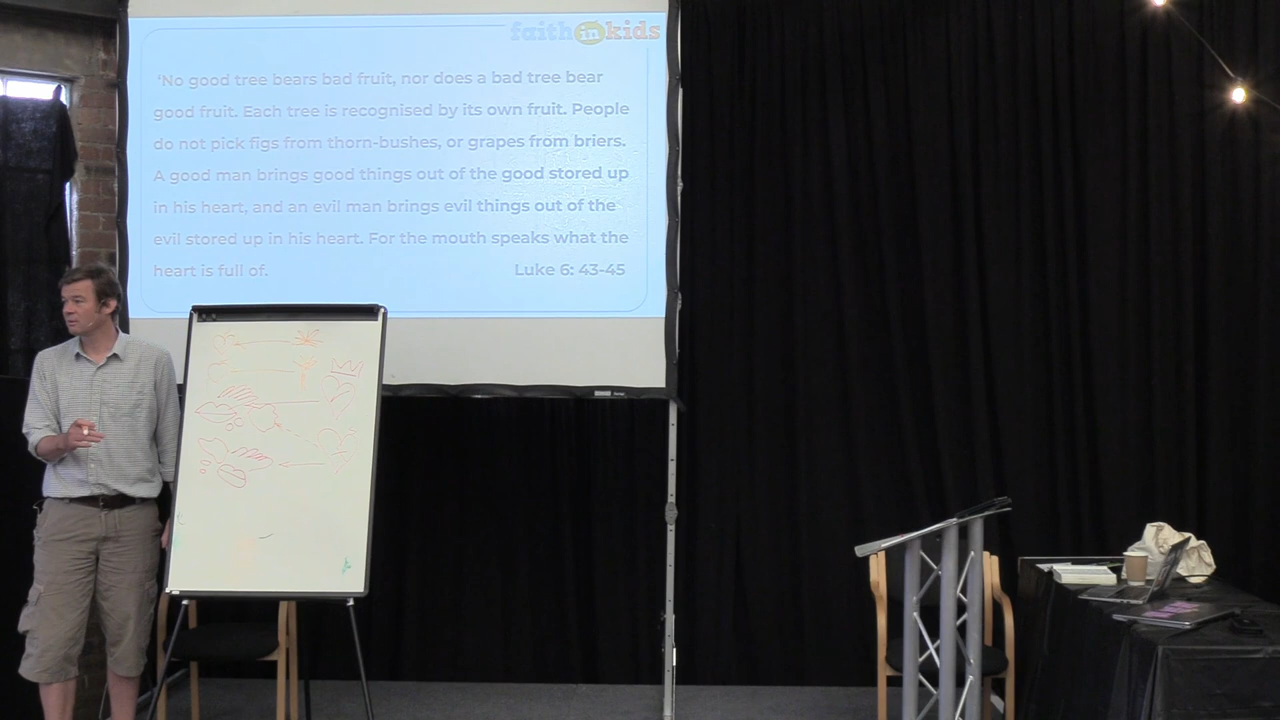 faith in kids
‘No good tree bears bad fruit, nor does a bad tree bear
good fruit. Each tree is recognised by its own fruit. People
do not pick figs from thorn-bushes, or grapes from briers.
A good man brings good things out of the good stored up
in his heart, and an evil man brings evil things out of the
evil stored up in his heart. For the mouth speaks what the
heart is full of. Luke 6: 43-45